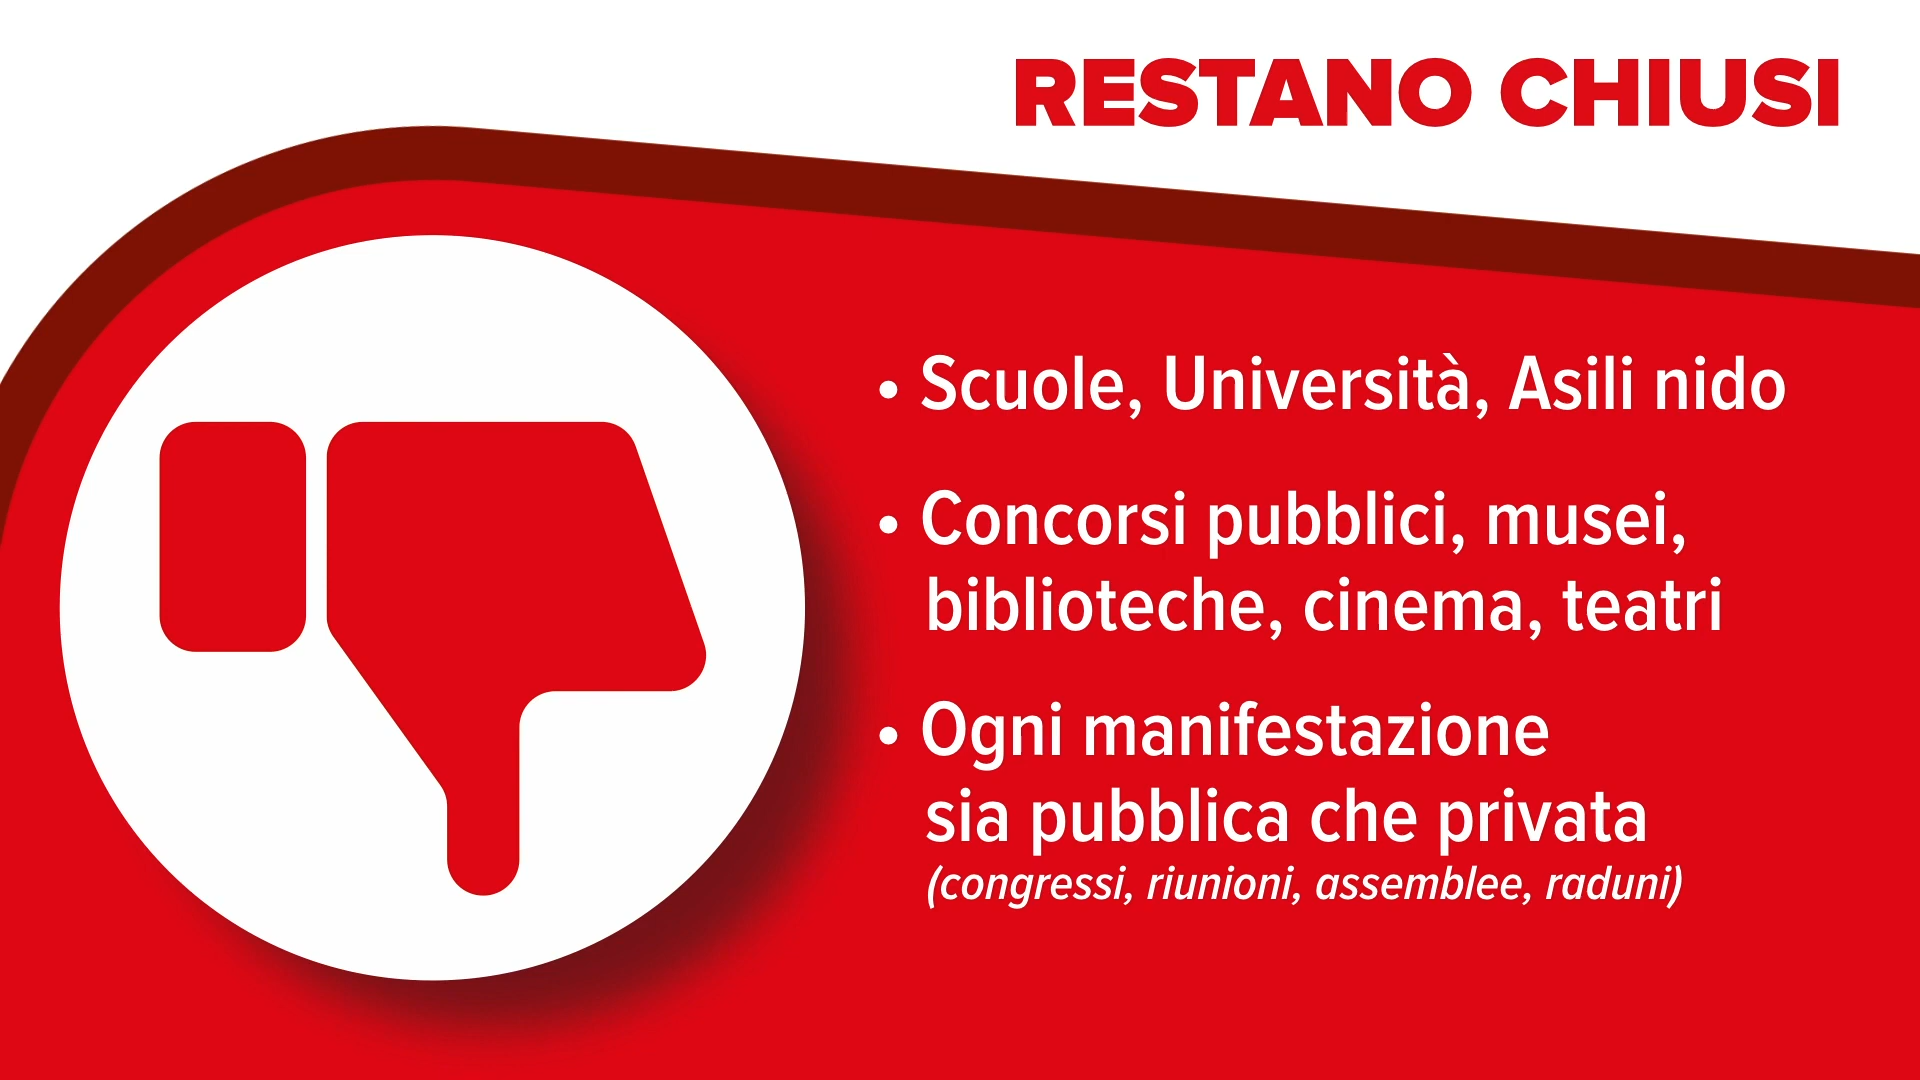 RESTANO CHIUSI
• Scuole, Università, Asili nido
• Concorsi pubblici, musei,
biblioteche, cinema, teatri
• Ogni manifestazione
sia pubblica che privata
(congressi, riunioni, assemblee, raduni)